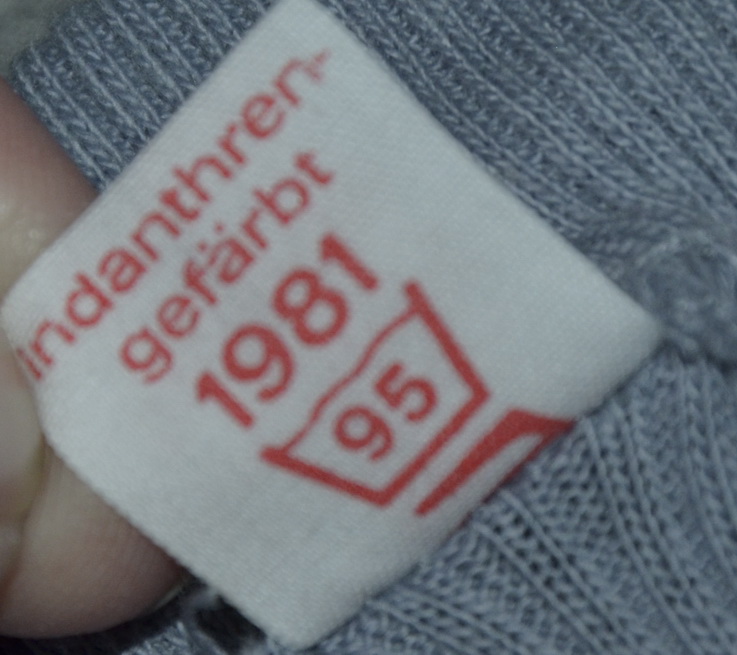 indanthren-
gefärbt
1981
95